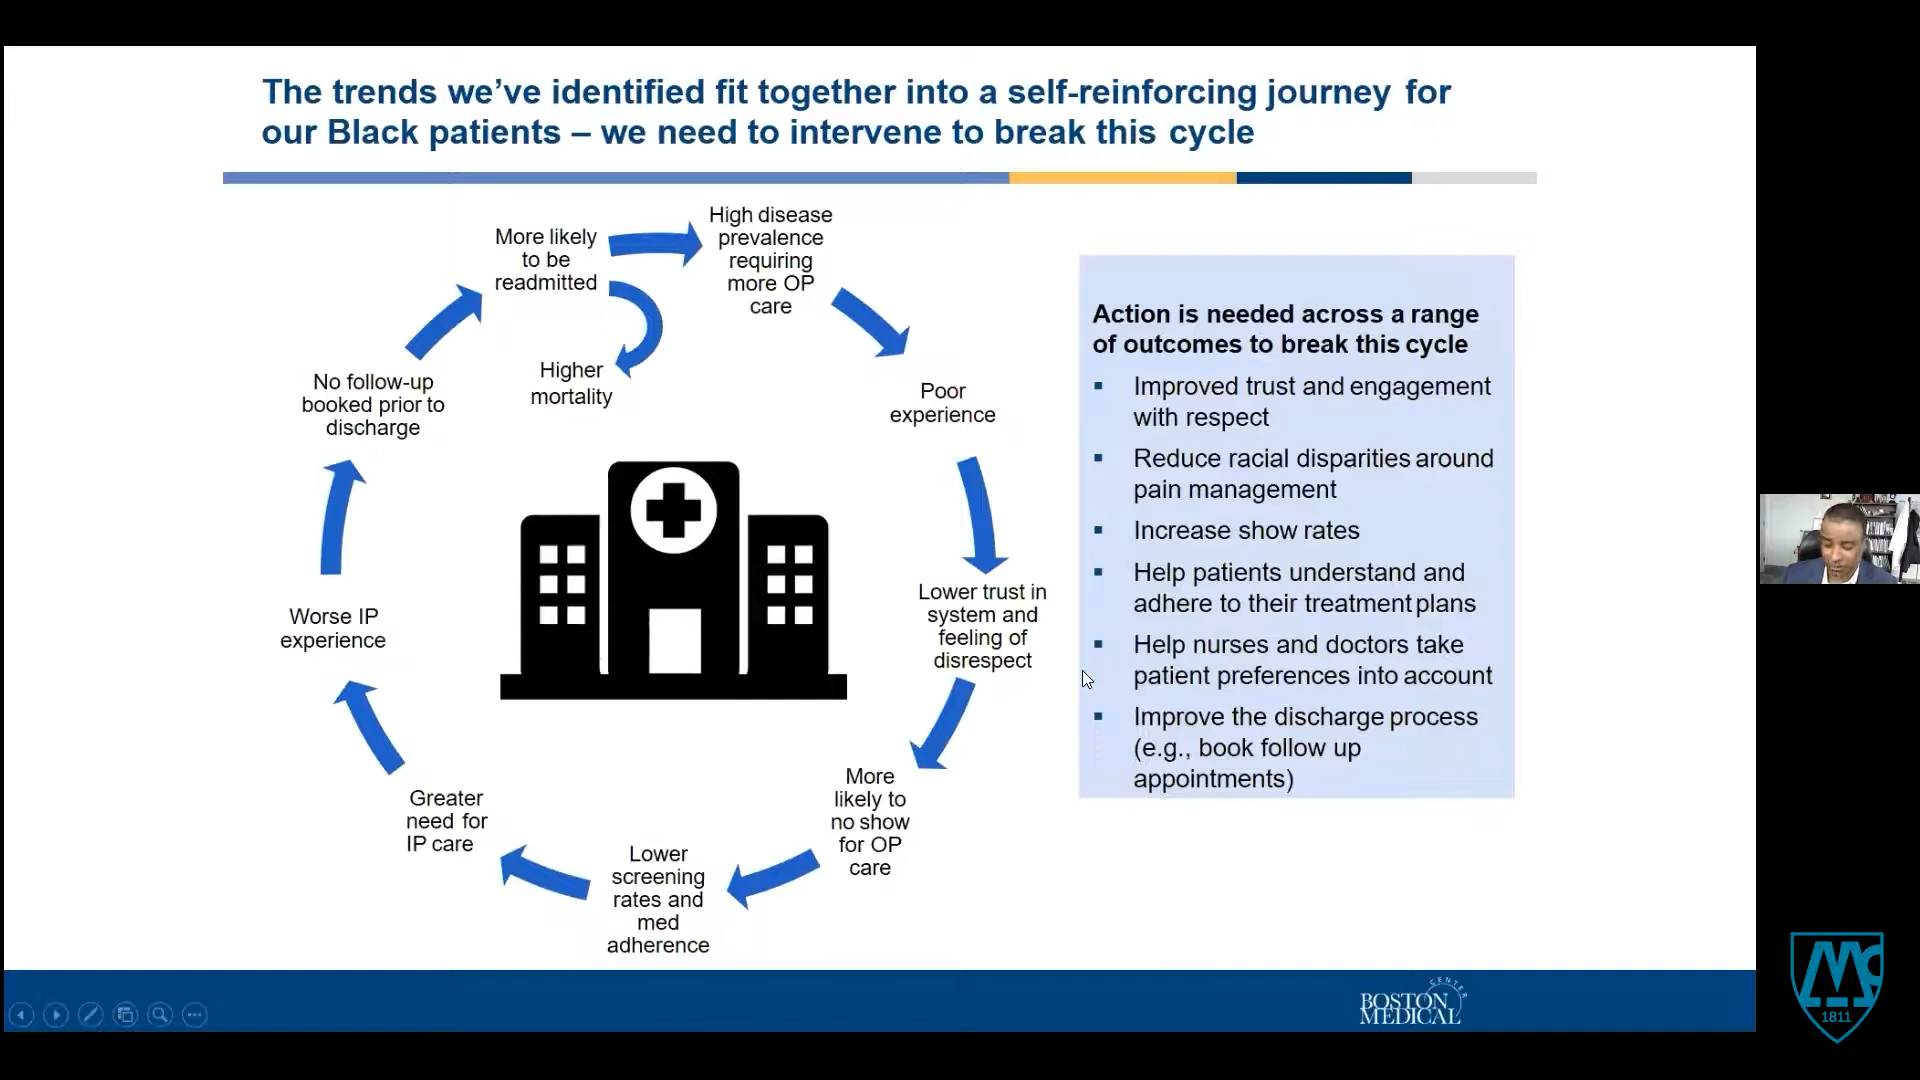 The trends we've identified fit together into a self-reinforcing journey for
our Black patients – we need to intervene to break this cycle
More likely
to be
readmitted
High disease
prevalence
requiring
more OP
care
Higher
mortality
Poor
experience
Lower trust in
system and
feeling of
disrespect
More
likely to
no show
for OP
care
Lower
screening
rates and
med
adherence
Greater
need for
IP care
Worse IP
experience
No follow-up
booked prior to
discharge
Action is needed across a range
of outcomes to break this cycle
▪ Improved trust and engagement
with respect
▪ Reduce racial disparities around
pain management
▪ Increase show rates
▪ Help patients understand and
adhere to their treatment plans
▪ Help nurses and doctors take
patient preferences into account
▪ Improve the discharge process
(e.g., book follow up
appointments)
BOSTON
MEDICAL
CENTER
1811